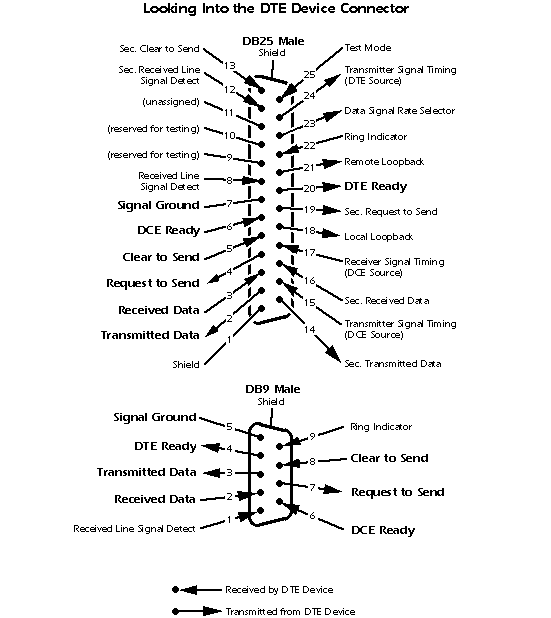 Looking Into the DTE Device Connector
DB25 Male
Shield
Sec. Clear to Send
13
Sec. Received Line
Signal Detect
12
(unassigned)
11
(reserved for testing)
10
(reserved for testing)
9
Received Line
Signal Detect
8
Signal Ground
7
DCE Ready
6
Clear to Send
5
Request to Send
4
Received Data
3
Transmitted Data
2
Shield
1
Test Mode
25
Transmitter Signal Timing
(DTE Source)
24
Data Signal Rate Selector
23
Ring Indicator
22
Remote Loopback
21
DTE Ready
20
Sec. Request to Send
19
Local Loopback
18
Receiver Signal Timing
(DCE Source)
17
Sec. Received Data
16
Transmitter Signal Timing
(DCE Source)
15
Sec. Transmitted Data
14
DB9 Male
Shield
Signal Ground
5
DTE Ready
4
Transmitted Data
3
Received Data
2
Received Line Signal Detect
1
Ring Indicator
9
Clear to Send
8
Request to Send
7
DCE Ready
6
Received by DTE Device
Transmitted from DTE Device